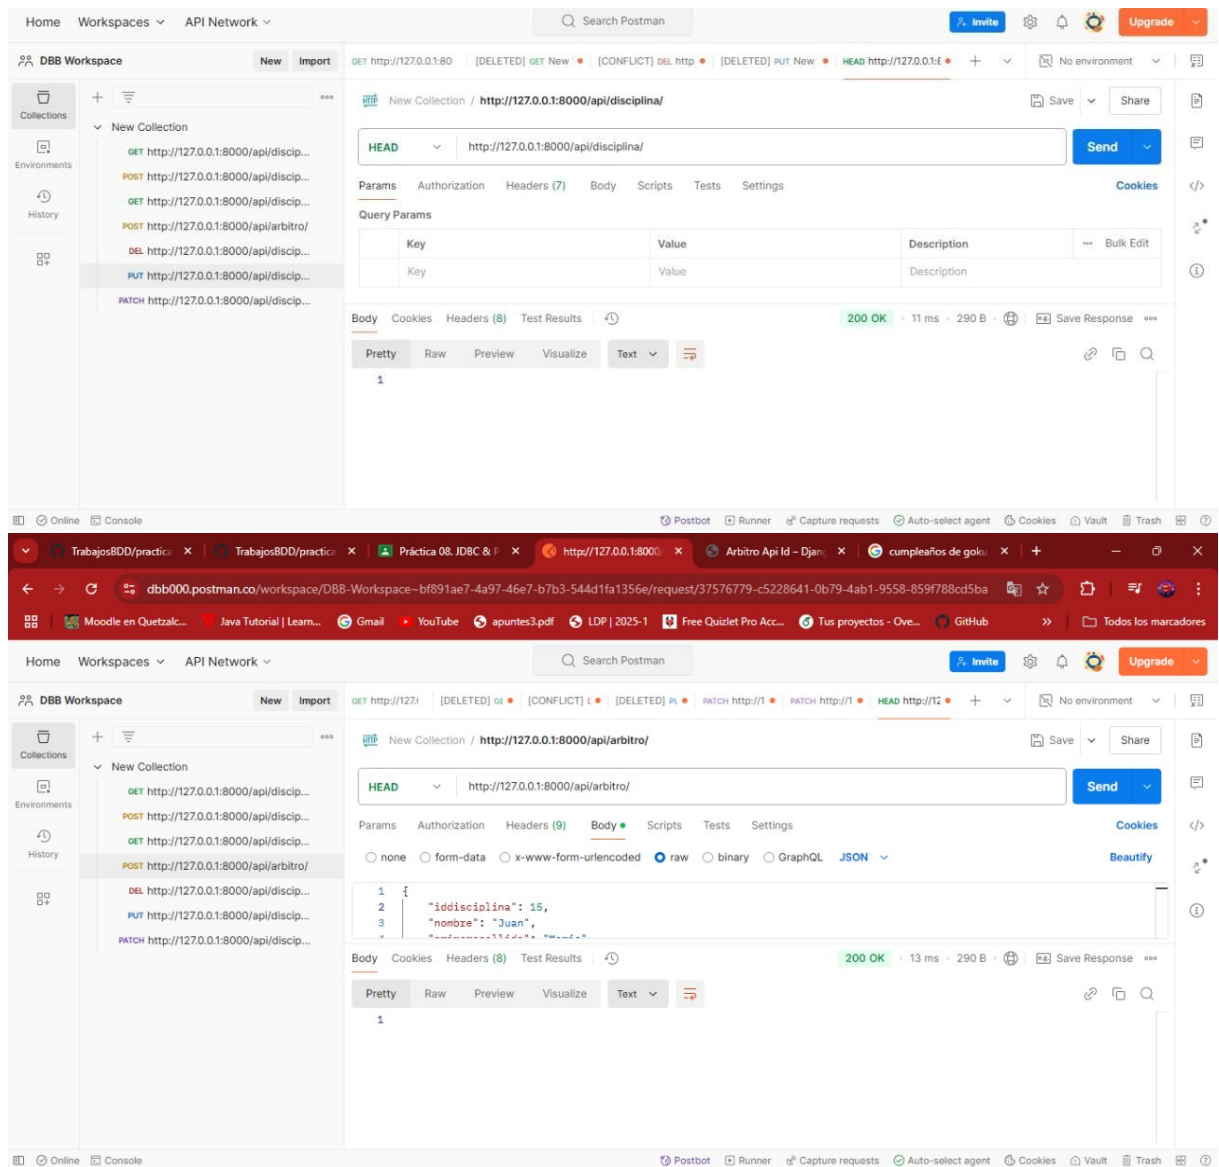 Home Workspaces API Network Search Postman Invite Upgrade
DBB Workspace New Import GET http://127.0.0.1:80 [DELETED] GET New [CONFLICT] DEL http [DELETED] PUT New HEAD http://127.0.0.1:8 No environment
Collections
New Collection / http://127.0.0.1:8000/api/disciplina/ Save Share
New Collection
HEAD http://127.0.0.1:8000/api/disciplina/ Send
GET http://127.0.0.1:8000/api/discip...
Environments
POST http://127.0.0.1:8000/api/discip...
Params Authorization Headers (7) Body Scripts Tests Settings Cookies
GET http://127.0.0.1:8000/api/discip...
History
Query Params
POST http://127.0.0.1:8000/api/arbitro/
Key Value Description Bulk Edit
DEL http://127.0.0.1:8000/api/discip...
Key Value Description
PUT http://127.0.0.1:8000/api/discip...
PATCH http://127.0.0.1:8000/api/discip...
Body Cookies Headers (8) Test Results 200 OK 11 ms 290 B Save Response
Pretty Raw Preview Visualize Text
1
Online Console Postbot Runner Capture requests Auto-select agent Cookies Vault Trash
TrabajosBDD/practica TrabajosBDD/practica Práctica 08. JDBC & P http://127.0.0.1:8000/ Arbitro Api Id – Djang cumpleaños de goku
dbb000.postman.co/workspace/DBB-Workspace~bf891ae7-4a97-46e7-b7b3-544d1fa1356e/request/37576779-c5228641-0b79-4ab1-9558-859f788cd5ba
Moodle en Quetzalc... Java Tutorial | Learn... Gmail YouTube apuntes3.pdf LDP | 2025-1 Free Quizlet Pro Acc... Tus proyectos - Ove... GitHub » Todos los marcadores
Home Workspaces API Network Search Postman Invite Upgrade
DBB Workspace New Import GET http://127.0 [DELETED] GE [CONFLICT] D [DELETED] PU PATCH http://1 PATCH http://1 HEAD http://12 No environment
Collections
New Collection / http://127.0.0.1:8000/api/arbitro/ Save Share
New Collection
HEAD http://127.0.0.1:8000/api/arbitro/ Send
GET http://127.0.0.1:8000/api/discip...
Environments
POST http://127.0.0.1:8000/api/discip...
Params Authorization Headers (9) Body Scripts Tests Settings Cookies
GET http://127.0.0.1:8000/api/discip...
History
none form-data x-www-form-urlencoded raw binary GraphQL JSON Beautify
POST http://127.0.0.1:8000/api/arbitro/
1 {
DEL http://127.0.0.1:8000/api/discip...
2 "iddisciplina": 15,
PUT http://127.0.0.1:8000/api/discip...
3 "nombre": "Juan",
PATCH http://127.0.0.1:8000/api/discip...
Body Cookies Headers (8) Test Results 200 OK 13 ms 290 B Save Response
Pretty Raw Preview Visualize Text
1
Online Console Postbot Runner Capture requests Auto-select agent Cookies Vault Trash